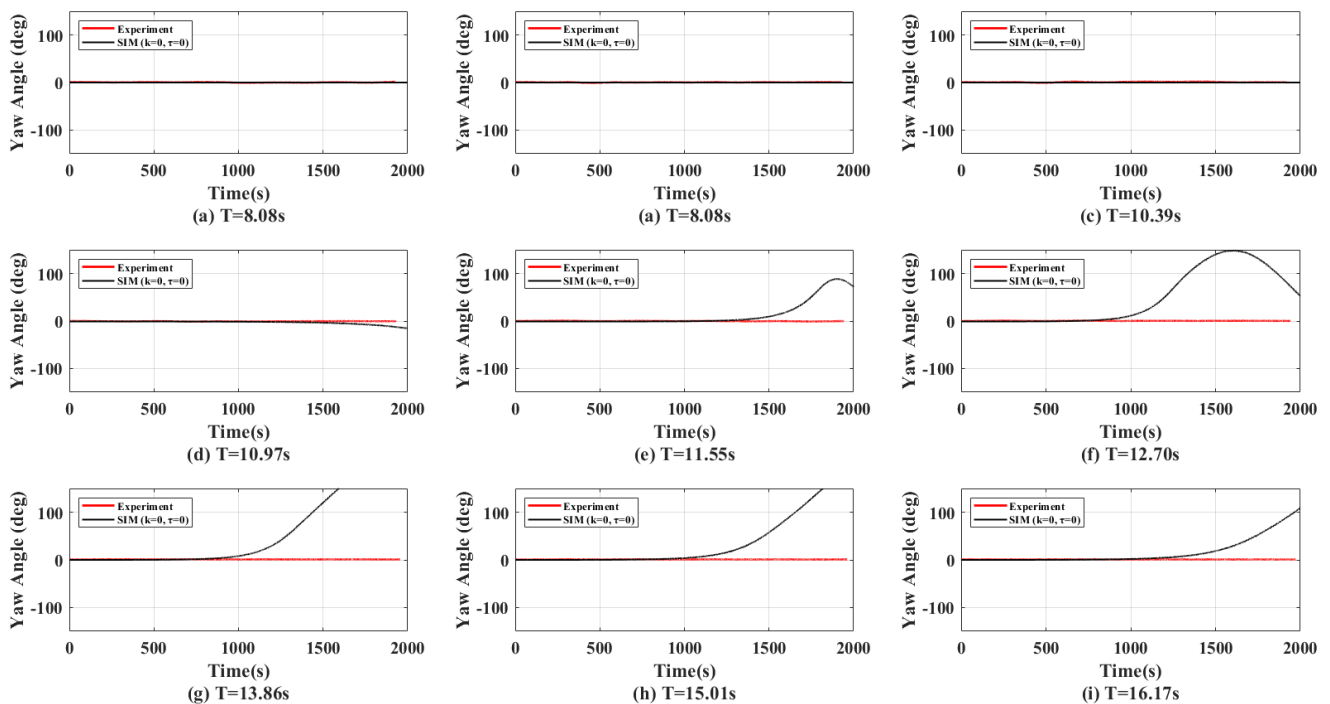 Yaw Angle (deg)
100
0
-100
Experiment
SIM (k=0, τ=0)
0 500 1000 1500 2000
Time(s)
(a) T=8.08s
Yaw Angle (deg)
100
0
-100
Experiment
SIM (k=0, τ=0)
0 500 1000 1500 2000
Time(s)
(a) T=8.08s
Yaw Angle (deg)
100
0
-100
Experiment
SIM (k=0, τ=0)
0 500 1000 1500 2000
Time(s)
(c) T=10.39s
Yaw Angle (deg)
100
0
-100
Experiment
SIM (k=0, τ=0)
0 500 1000 1500 2000
Time(s)
(d) T=10.97s
Yaw Angle (deg)
100
0
-100
Experiment
SIM (k=0, τ=0)
0 500 1000 1500 2000
Time(s)
(e) T=11.55s
Yaw Angle (deg)
100
0
-100
Experiment
SIM (k=0, τ=0)
0 500 1000 1500 2000
Time(s)
(f) T=12.70s
Yaw Angle (deg)
100
0
-100
Experiment
SIM (k=0, τ=0)
0 500 1000 1500 2000
Time(s)
(g) T=13.86s
Yaw Angle (deg)
100
0
-100
Experiment
SIM (k=0, τ=0)
0 500 1000 1500 2000
Time(s)
(h) T=15.01s
Yaw Angle (deg)
100
0
-100
Experiment
SIM (k=0, τ=0)
0 500 1000 1500 2000
Time(s)
(i) T=16.17s